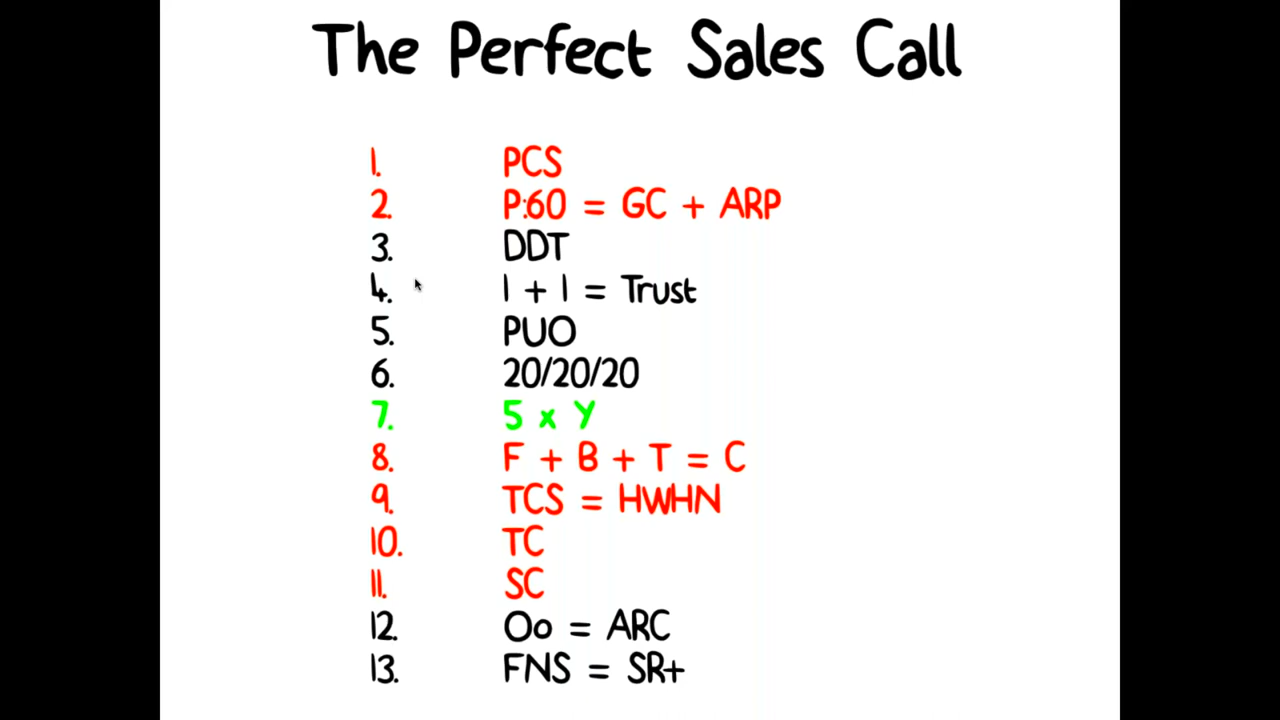 The Perfect Sales Call
1. PCS
2. P:60 = GC + ARP
3. DDT
4. 1 + 1 = Trust
5. PUO
6. 20/20/20
7. 5 x Y
8. F + B + T = C
9. TCS = HWHN
10. TC
11. SC
12. Oo = ARC
13. FNS = SR+